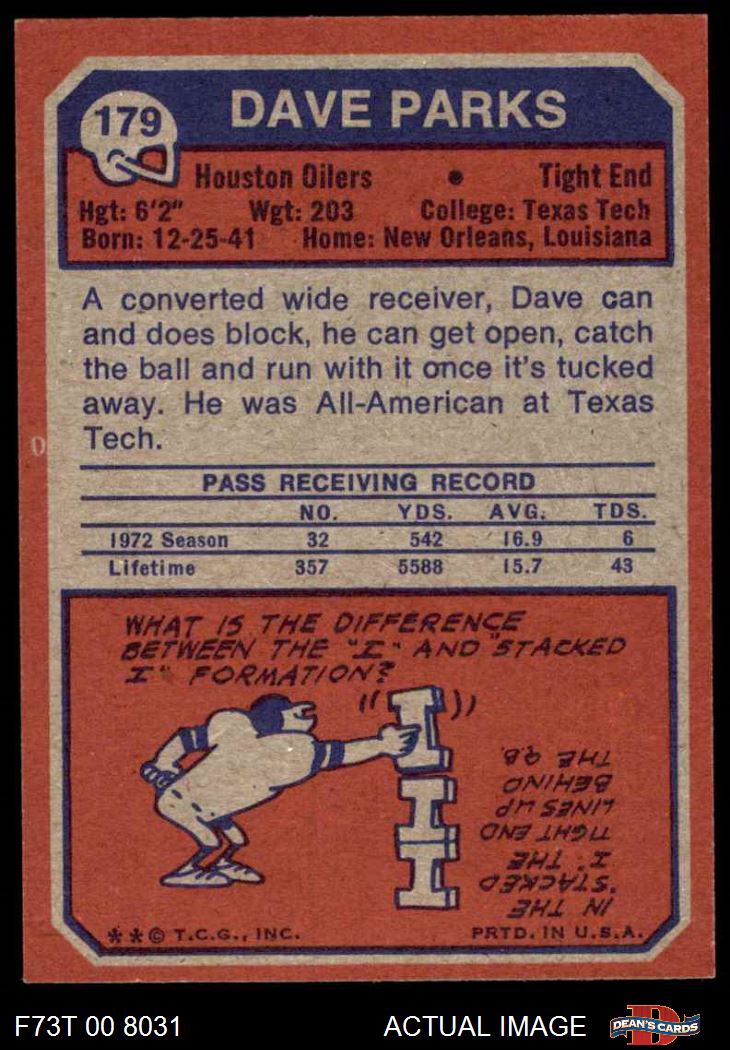 179
DAVE PARKS
Houston Oilers • Tight End
Hgt: 6'2" Wgt: 203 College: Texas Tech
Born: 12-25-41 Home: New Orleans, Louisiana
A converted wide receiver, Dave can
and does block, he can get open, catch
the ball and run with it once it's tucked
away. He was All-American at Texas
Tech.
PASS RECEIVING RECORD
NO. YDS. AVG. TDS.
1972 Season 32 542 16.9 6
Lifetime 357 5588 15.7 43
WHAT IS THE DIFFERENCE
BETWEEN THE "I" AND "STACKED
I" FORMATION?
IN THE
"STACKED
I" THE
TIGHT END
LINES UP
BEHIND
THE Q.B.
**© T.C.G., INC. PRTD. IN U.S.A.
F73T 00 8031 ACTUAL IMAGE
D
DEAN'S CARDS